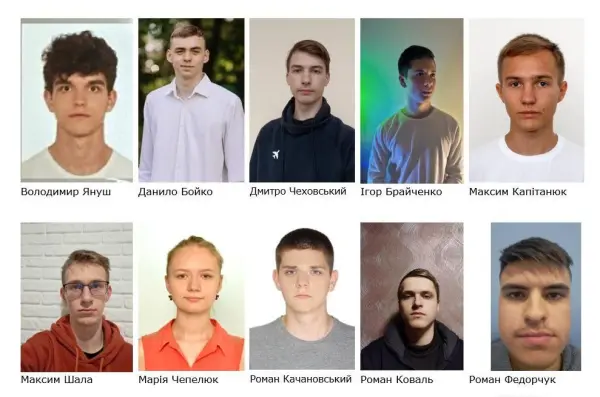 Володимир Януш
Данило Бойко
Дмитро Чеховський
Ігор Брайченко
Максим Капітанюк
Максим Шала
Марія Чепелюк
Роман Качановський
Роман Коваль
Роман Федорчук